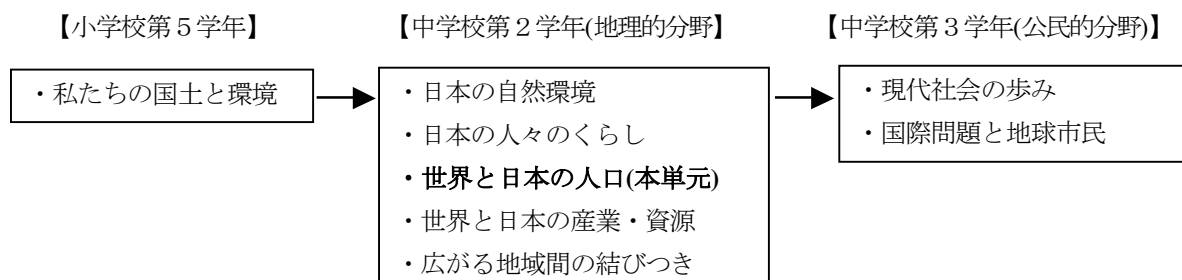 【小学校第５学年】
【中学校第２学年(地理的分野】
【中学校第３学年(公民的分野)】
・私たちの国土と環境
・日本の自然環境
・日本の人々のくらし
・世界と日本の人口(本単元)
・世界と日本の産業・資源
・広がる地域間の結びつき
・現代社会の歩み
・国際問題と地球市民